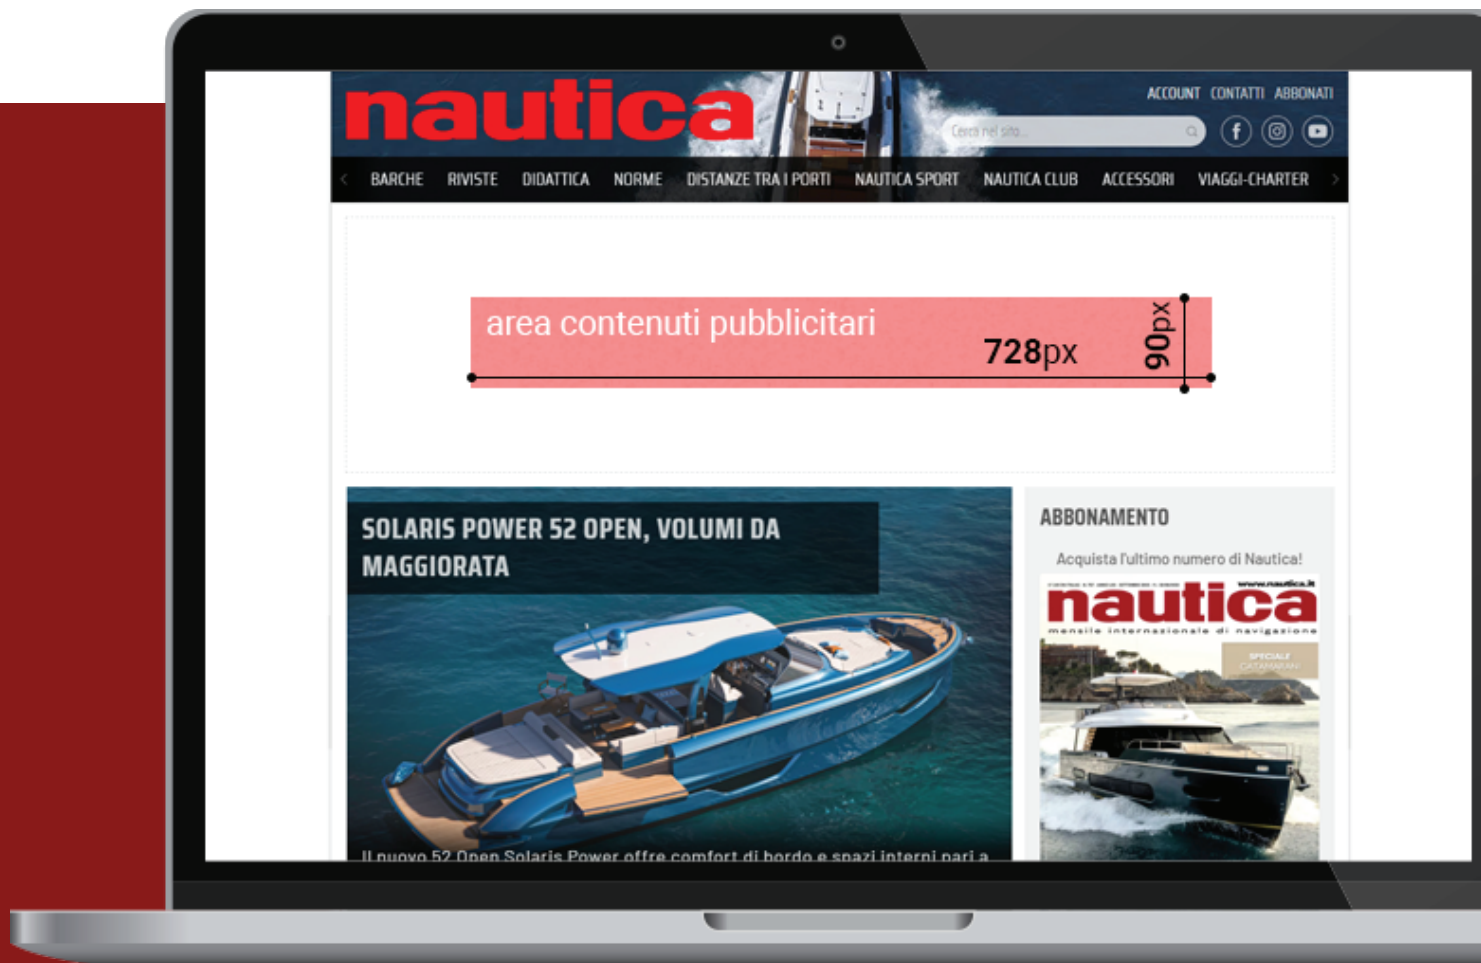 nautica
ACCOUNT CONTATTI ABBONATI
Cerca nel sito...
BARCHE RIVISTE DIDATTICA NORME DISTANZE TRA I PORTI NAUTICA SPORT NAUTICA CLUB ACCESSORI VIAGGI-CHARTER
area contenuti pubblicitari
728px
90px
SOLARIS POWER 52 OPEN, VOLUMI DA
MAGGIORATA
Il nuovo 52 Open Solaris Power offre comfort di bordo e spazi interni pari a
ABBONAMENTO
Acquista l'ultimo numero di Nautica!
www.nautica.it
nautica
mensile internazionale di navigazione
SPECIALE
CATAMARANI